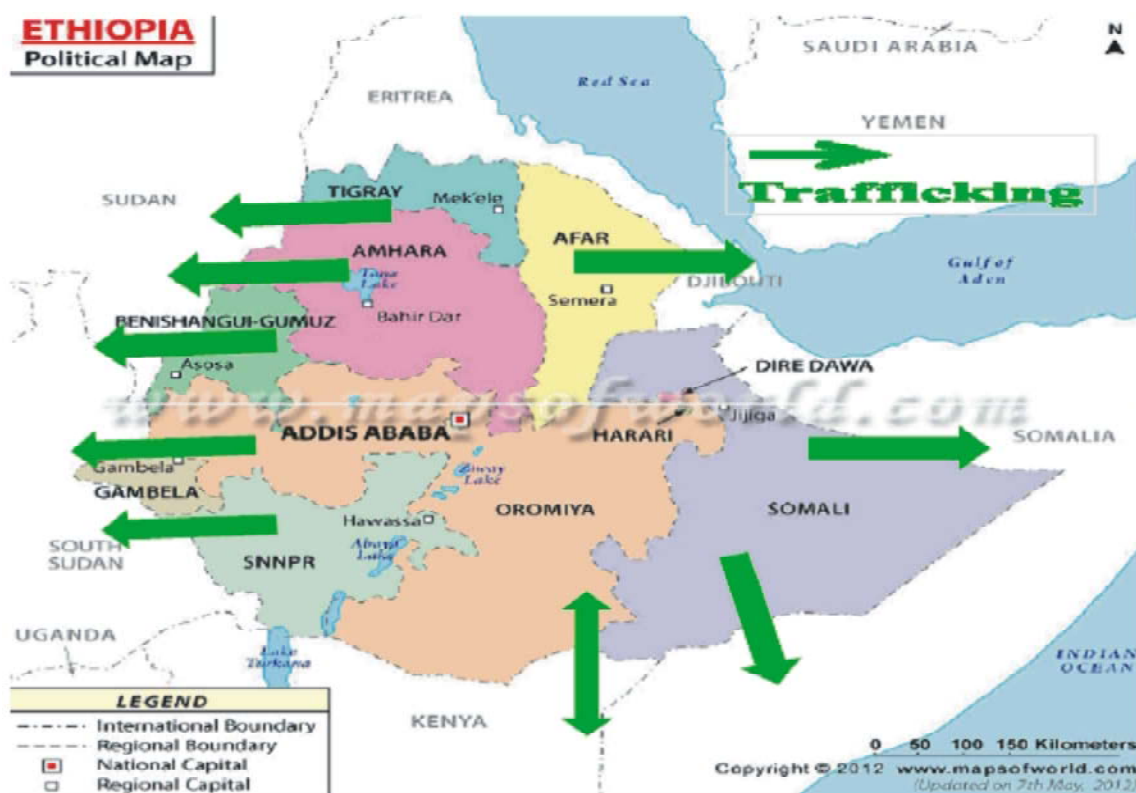 ETHIOPIA
Political Map
N
SAUDI ARABIA
Red Sea
ERITREA
YEMEN
Trafficking
SUDAN
TIGRAY
Mek'ele
AFAR
AMHARA
Tana
Lake
Gulf of
Aden
DJIBOUTI
Semera
BENISHANGUI-GUMUZ
Bahir Dar
Asosa
DIRE DAWA
www.mapsofworld.com
Jijiga
ADDIS ABABA
HARARI
SOMALIA
Gambela
GAMBELA
Ziway
Lake
OROMIYA
SOMALI
Hawassa
Abaya
Lake
SOUTH
SUDAN
SNNPR
UGANDA
Lake
Turkana
INDIAN
OCEAN
KENYA
LEGEND
International Boundary
Regional Boundary
National Capital
Regional Capital
0 50 100 150 Kilometers
Copyright © 2012 www.mapsofworld.com
(Updated on 7th May, 2012)